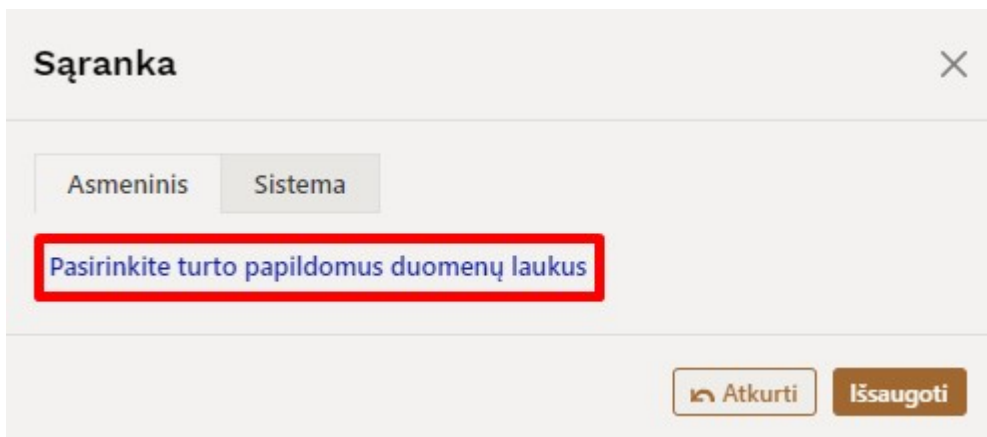 Sąranka
Asmeninis Sistema
Pasirinkite turto papildomus duomenų laukus
Atkurti Išsaugoti